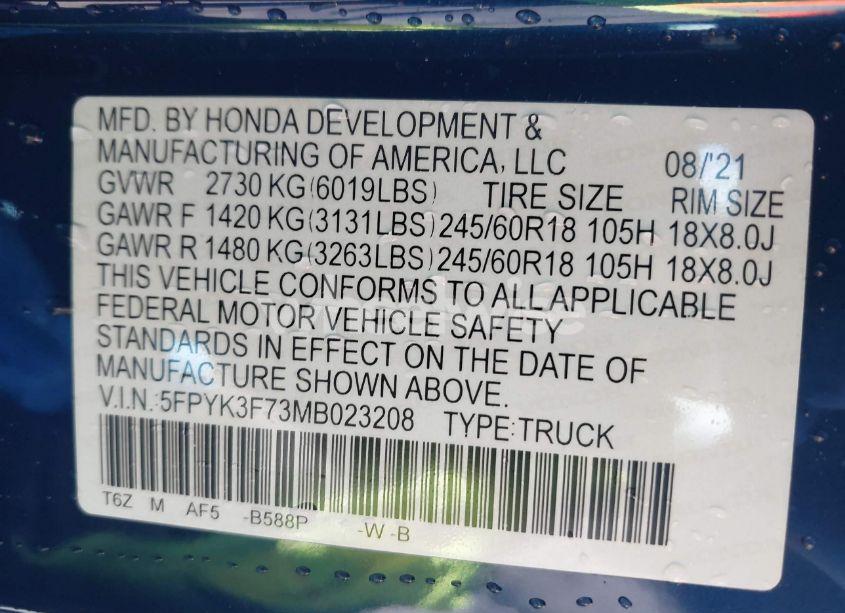 MFD. BY HONDA DEVELOPMENT &
MANUFACTURING OF AMERICA, LLC 08/'21
GVWR 2730 KG(6019LBS) TIRE SIZE RIM SIZE
GAWR F 1420 KG(3131LBS)245/60R18 105H 18X8.0J
GAWR R 1480 KG(3263LBS)245/60R18 105H 18X8.0J
THIS VEHICLE CONFORMS TO ALL APPLICABLE
FEDERAL MOTOR VEHICLE SAFETY
STANDARDS IN EFFECT ON THE DATE OF
MANUFACTURE SHOWN ABOVE.
V.I.N.:5FPYK3F73MB023208 TYPE:TRUCK
T6Z M AF5 -B588P -W -B